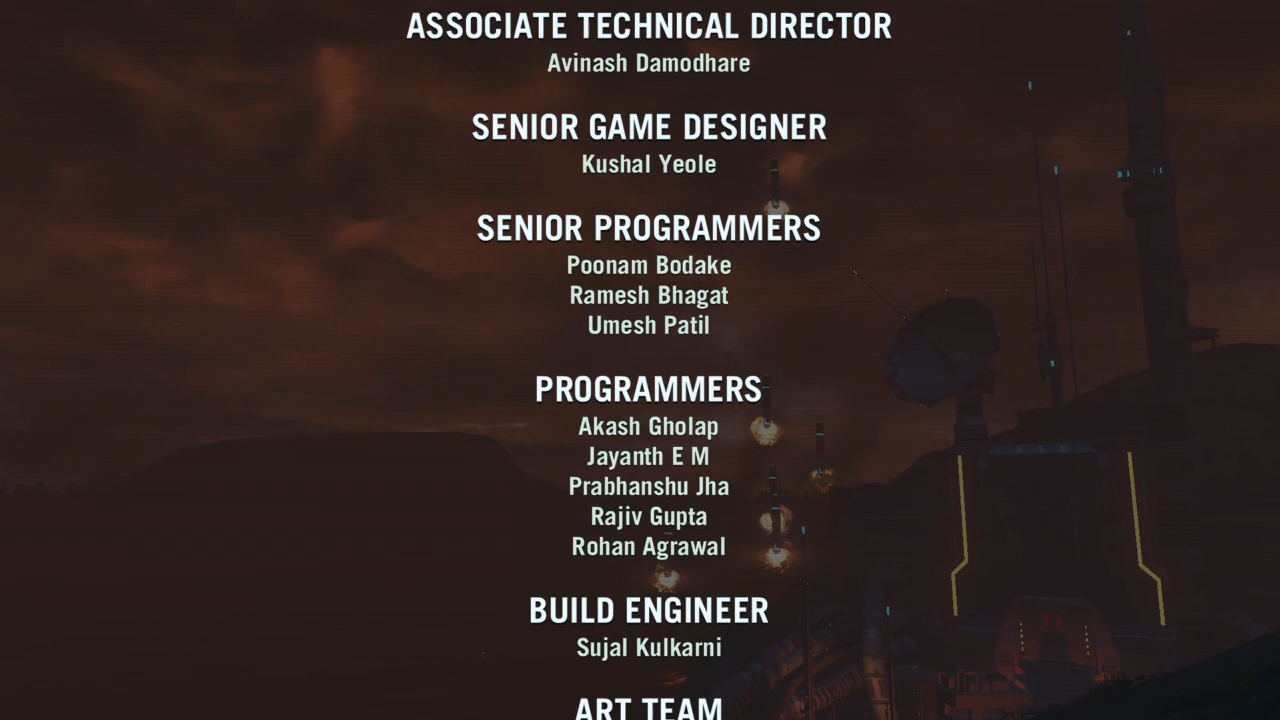 ASSOCIATE TECHNICAL DIRECTOR
Avinash Damodhare
SENIOR GAME DESIGNER
Kushal Yeole
SENIOR PROGRAMMERS
Poonam Bodake
Ramesh Bhagat
Umesh Patil
PROGRAMMERS
Akash Gholap
Jayanth E M
Prabhanshu Jha
Rajiv Gupta
Rohan Agrawal
BUILD ENGINEER
Sujal Kulkarni
ART TEAM